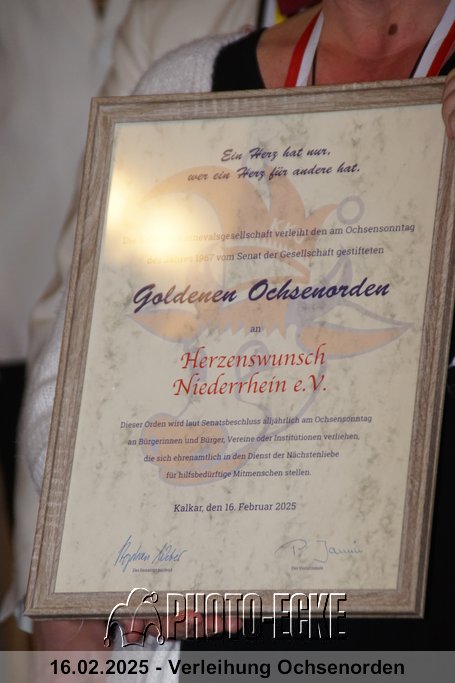 Ein Herz hat nur,
wer ein Herz für andere hat.
Die nevalsgesellschaft verleiht den am Ochsensonntag
des Jahres 1967 vom Senat der Gesellschaft gestifteten
Goldenen Ochsenorden
an
Herzenswunsch
Niederrhein e.V.
Dieser Orden wird laut Senatsbeschluss alljährlich am Ochsensonntag
an Bürgerinnen und Bürger, Vereine oder Institutionen verliehen,
die sich ehrenamtlich in den Dienst der Nächstenliebe
für hilfsbedürftige Mitmenschen stellen.
Kalkar, den 16. Februar 2025
PHOTO-ECKE
16.02.2025 - Verleihung Ochsenorden